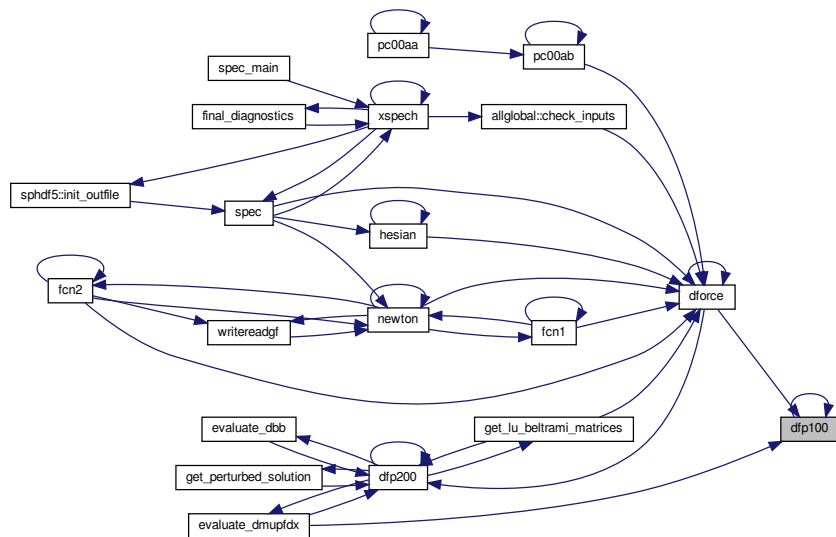 pc00aa
pc00ab
spec_main
final_diagnostics
xspech
allglobal::check_inputs
sphdf5::init_outfile
spec
hesian
fcn2
dforce
newton
writereadgf
fcn1
evaluate_dbb
get_lu_beltrami_matrices
dfp100
get_perturbed_solution
dfp200
evaluate_dmupfdx